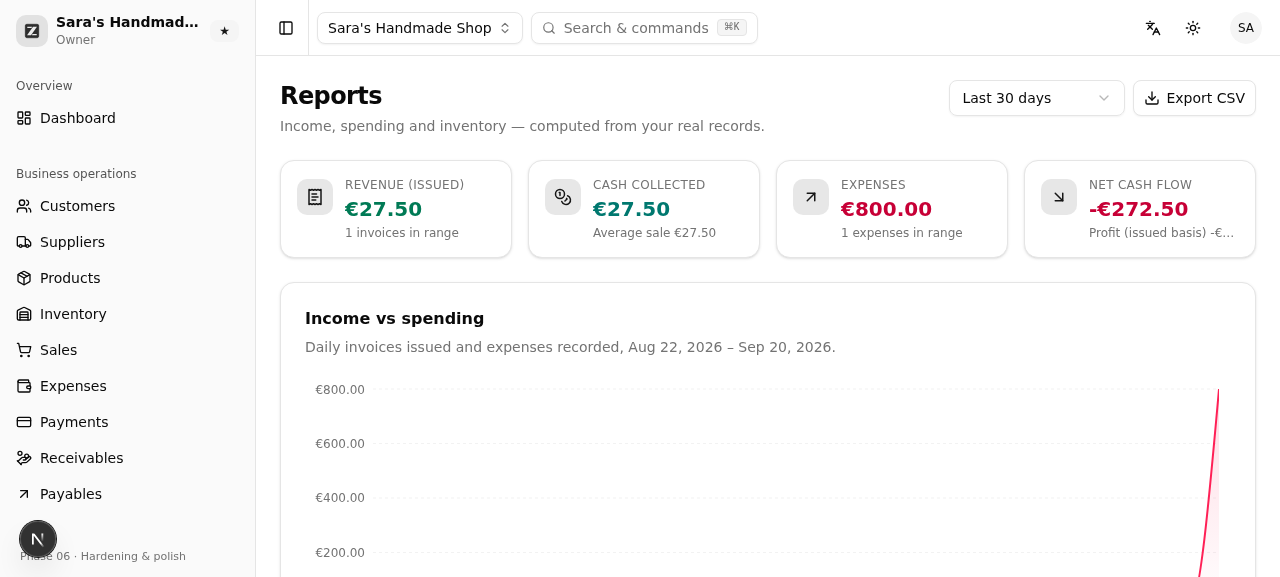 Sara's Handmad...
Owner
★
Overview
Dashboard
Business operations
Customers
Suppliers
Products
Inventory
Sales
Expenses
Payments
Receivables
Payables
N
06 · Hardening & polish
Sara's Handmade Shop
Search & commands ⌘K
SA
Reports
Income, spending and inventory — computed from your real records.
Last 30 days
Export CSV
REVENUE (ISSUED)
€27.50
1 invoices in range
CASH COLLECTED
€27.50
Average sale €27.50
EXPENSES
€800.00
1 expenses in range
NET CASH FLOW
-€272.50
Profit (issued basis) -€...
Income vs spending
Daily invoices issued and expenses recorded, Aug 22, 2026 – Sep 20, 2026.
€800.00
€600.00
€400.00
€200.00